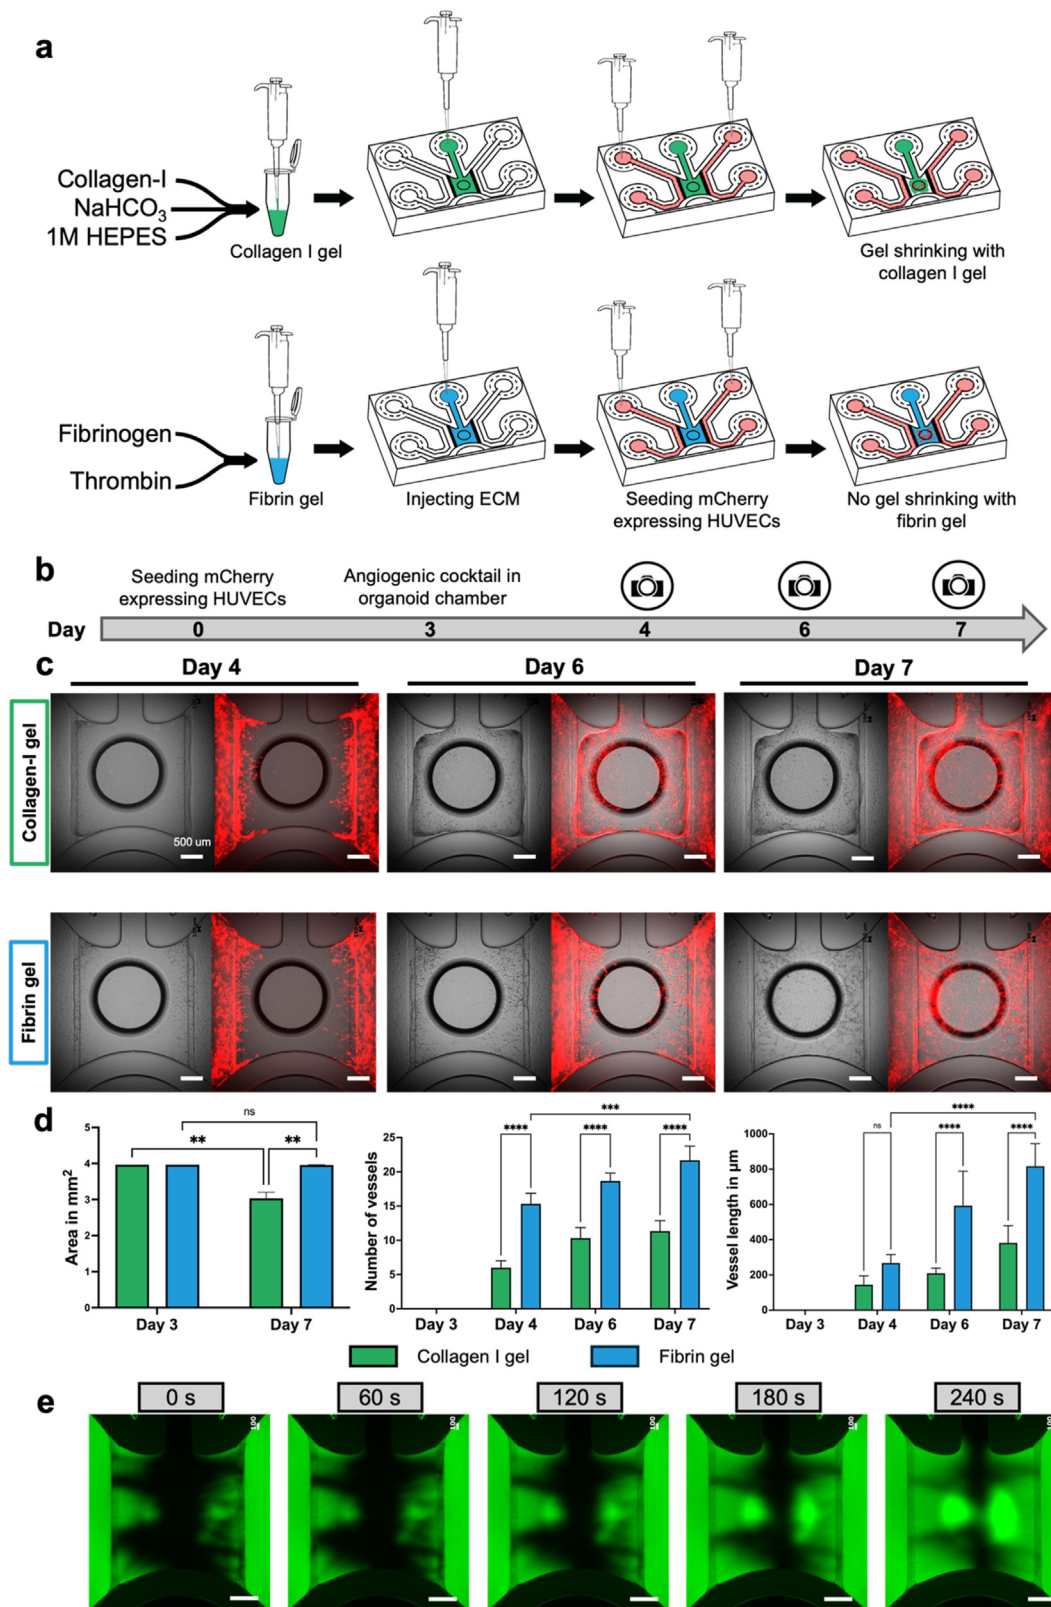 a
Collagen-I
NaHCO₃
1M HEPES
Collagen I gel
Gel shrinking with
collagen I gel
Fibrinogen
Thrombin
Fibrin gel
Injecting ECM
Seeding mCherry
expressing HUVECs
No gel shrinking with
fibrin gel
b
Seeding mCherry
expressing HUVECs
Angiogenic cocktail in
organoid chamber
Day
0
3
4
6
7
c
Day 4
Day 6
Day 7
Collagen-I gel
500 um
Fibrin gel
d
Area in mm²
5
4
3
2
1
0
ns
**
**
Day 3
Day 7
Number of vessels
25
20
15
10
5
0
***
****
****
****
Day 3
Day 4
Day 6
Day 7
Vessel length in µm
1000
800
600
400
200
0
****
ns
****
****
Day 3
Day 4
Day 6
Day 7
Collagen I gel
Fibrin gel
e
0 s
60 s
120 s
180 s
240 s
100
100
100
100
100